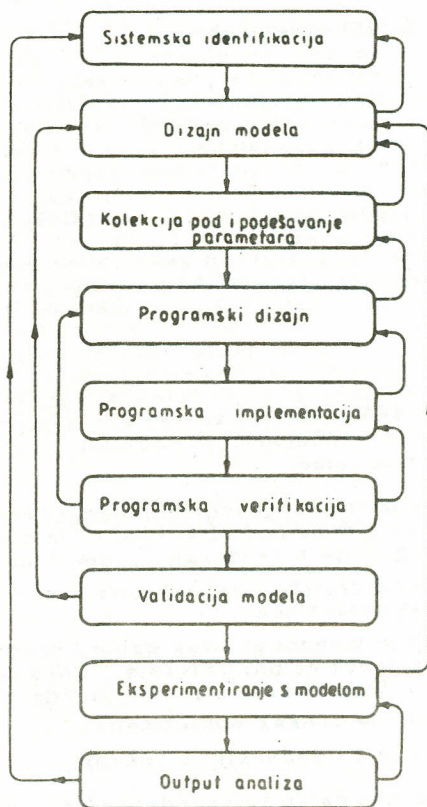 Sistemska identifikacija
Dizajn modela
Kolekcija pod i podešavanje
parametara
Programski dizajn
Programska implementacija
Programska verifikacija
Validacija modela
Eksperimentiranje s modelom
Output analiza